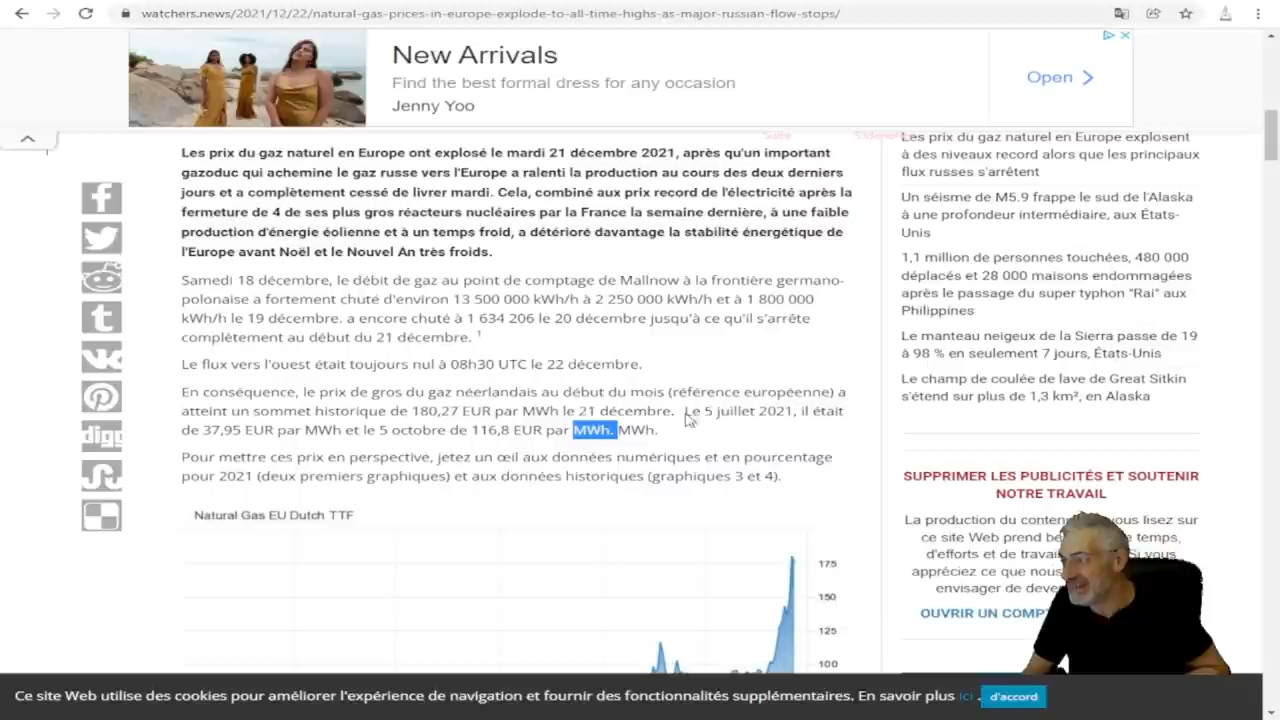 watchers.news/2021/12/22/natural-gas-prices-in-europe-explode-to-all-time-highs-as-major-russian-flow-stops/
New Arrivals
Find the best formal dress for any occasion
Jenny Yoo
Open
Les prix du gaz naturel en Europe ont explosé le mardi 21 décembre 2021, après qu'un important
gazoduc qui achemine le gaz russe vers l'Europe a ralenti la production au cours des deux derniers
jours et a complètement cessé de livrer mardi. Cela, combiné aux prix record de l'électricité après la
fermeture de 4 de ses plus gros réacteurs nucléaires par la France la semaine dernière, à une faible
production d'énergie éolienne et à un temps froid, a détérioré davantage la stabilité énergétique de
l'Europe avant Noël et le Nouvel An très froids.
Samedi 18 décembre, le débit de gaz au point de comptage de Mallnow à la frontière germano-
polonaise a fortement chuté d'environ 13 500 000 kWh/h à 2 250 000 kWh/h et à 1 800 000
kWh/h le 19 décembre. a encore chuté à 1 634 206 le 20 décembre jusqu'à ce qu'il s'arrête
complètement au début du 21 décembre. 1
Le flux vers l'ouest était toujours nul à 08h30 UTC le 22 décembre.
En conséquence, le prix de gros du gaz néerlandais au début du mois (référence européenne) a
atteint un sommet historique de 180,27 EUR par MWh le 21 décembre. Le 5 juillet 2021, il était
de 37,95 EUR par MWh et le 5 octobre de 116,8 EUR par MWh. MWh.
Pour mettre ces prix en perspective, jetez un œil aux données numériques et en pourcentage
pour 2021 (deux premiers graphiques) et aux données historiques (graphiques 3 et 4).
Natural Gas EU Dutch TTF
175
150
125
100
Les prix du gaz naturel en Europe explosent
à des niveaux record alors que les principaux
flux russes s'arrêtent
Un séisme de M5.9 frappe le sud de l'Alaska
à une profondeur intermédiaire, aux États-
Unis
1,1 million de personnes touchées, 480 000
déplacés et 28 000 maisons endommagées
après le passage du super typhon "Rai" aux
Philippines
Le manteau neigeux de la Sierra passe de 19
à 98 % en seulement 7 jours, États-Unis
Le champ de coulée de lave de Great Sitkin
s'étend sur plus de 1,3 km², en Alaska
SUPPRIMER LES PUBLICITÉS ET SOUTENIR
NOTRE TRAVAIL
La production du vous lisez sur
ce site Web prend temps,
d'efforts et de Si vous
appréciez ce que
envisager de
OUVRIR UN
Ce site Web utilise des cookies pour améliorer l'expérience de navigation et fournir des fonctionnalités supplémentaires. En savoir plus ici . d'accord